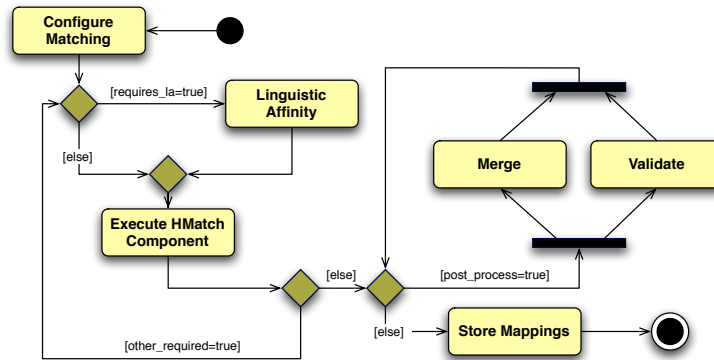 Configure
Matching
[requires_la=true]
Linguistic
Affinity
[else]
Merge
Validate
Execute HMatch
Component
[else]
[post_process=true]
[else]
Store Mappings
[other_required=true]